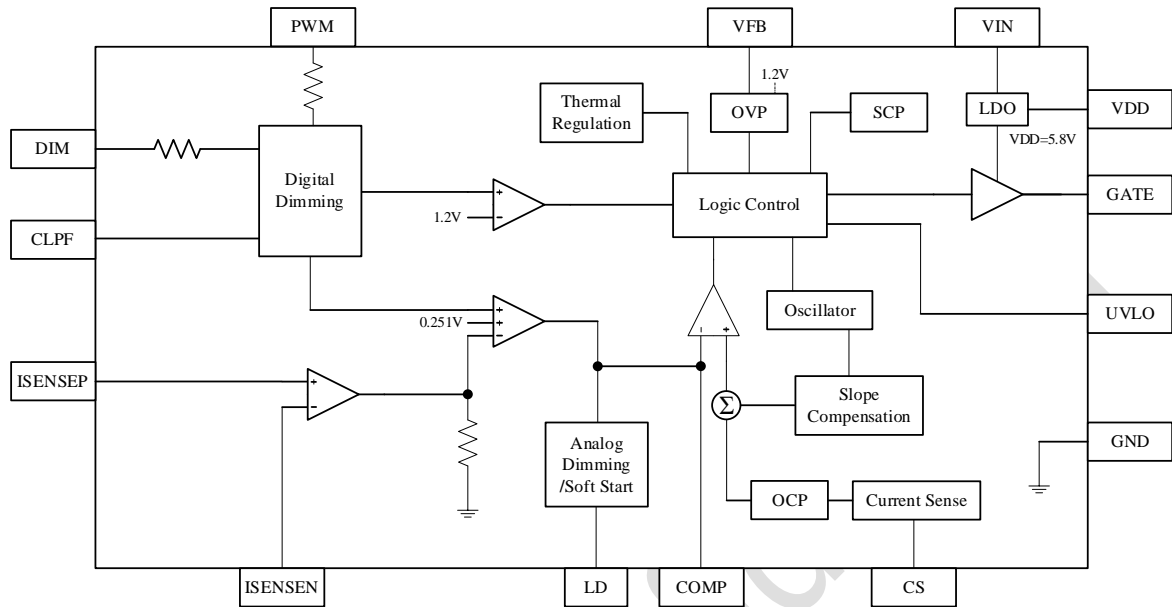 PWM
VFB
VIN
1.2V
Thermal
Regulation
OVP
SCP
LDO
VDD
VDD=5.8V
DIM
Digital
Dimming
+
−
1.2V
Logic Control
GATE
CLPF
0.251V
+
+
−
−
+
Oscillator
UVLO
ISENSEP
+
−
Σ
Slope
Compensation
Analog
Dimming
/Soft Start
GND
OCP
Current Sense
ISENSEN
LD
COMP
CS